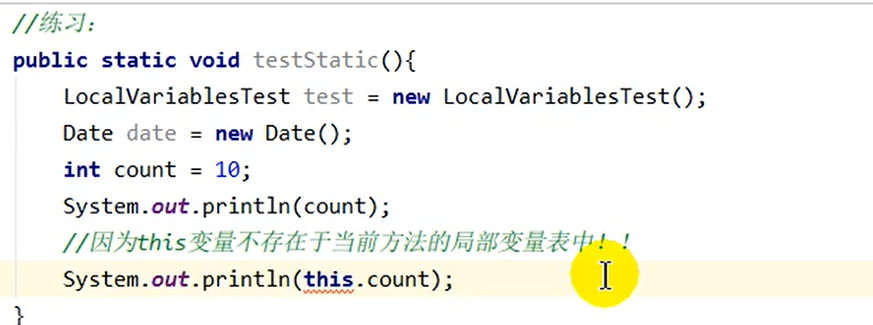 //练习：
public static void testStatic(){
LocalVariablesTest test = new LocalVariablesTest();
Date date = new Date();
int count = 10;
System.out.println(count);
//因为this变量不存在于当前方法的局部变量表中！！
System.out.println(this.count);
}